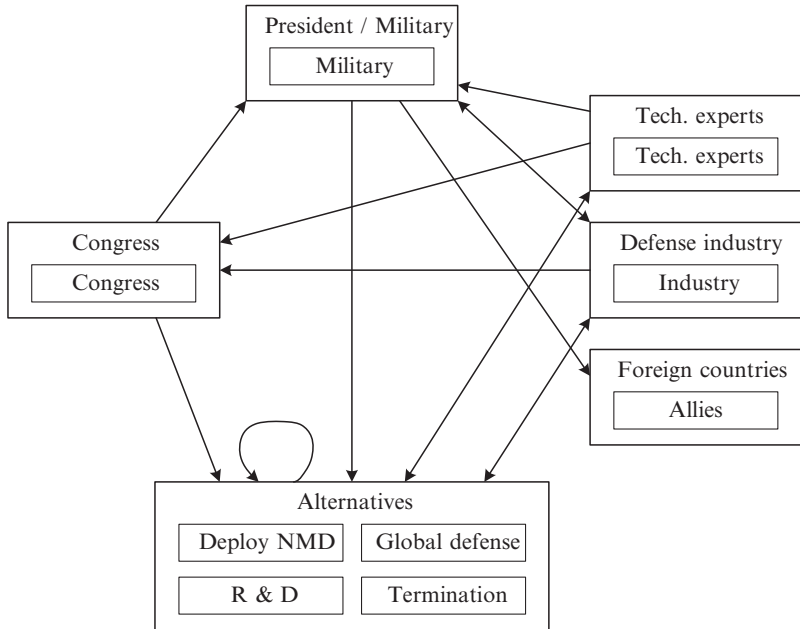 President / Military
Military
Tech. experts
Tech. experts
Congress
Congress
Defense industry
Industry
Foreign countries
Allies
Alternatives
Deploy NMD
Global defense
R & D
Termination